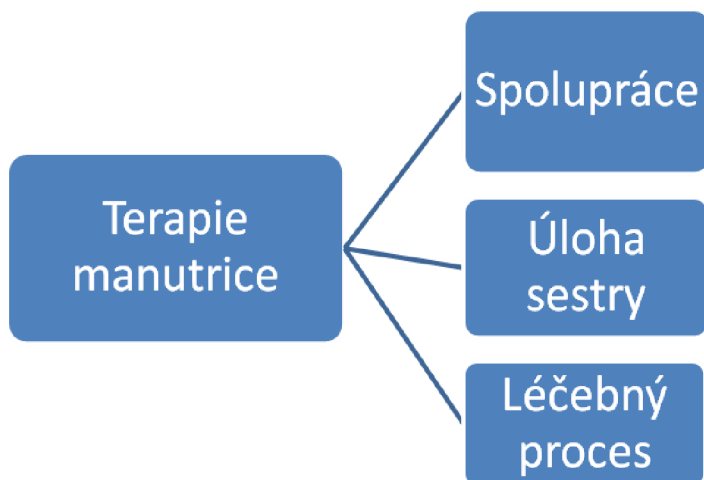 Terapie
manutrice
Spolupráce
Úloha
sestry
Léčebný
proces